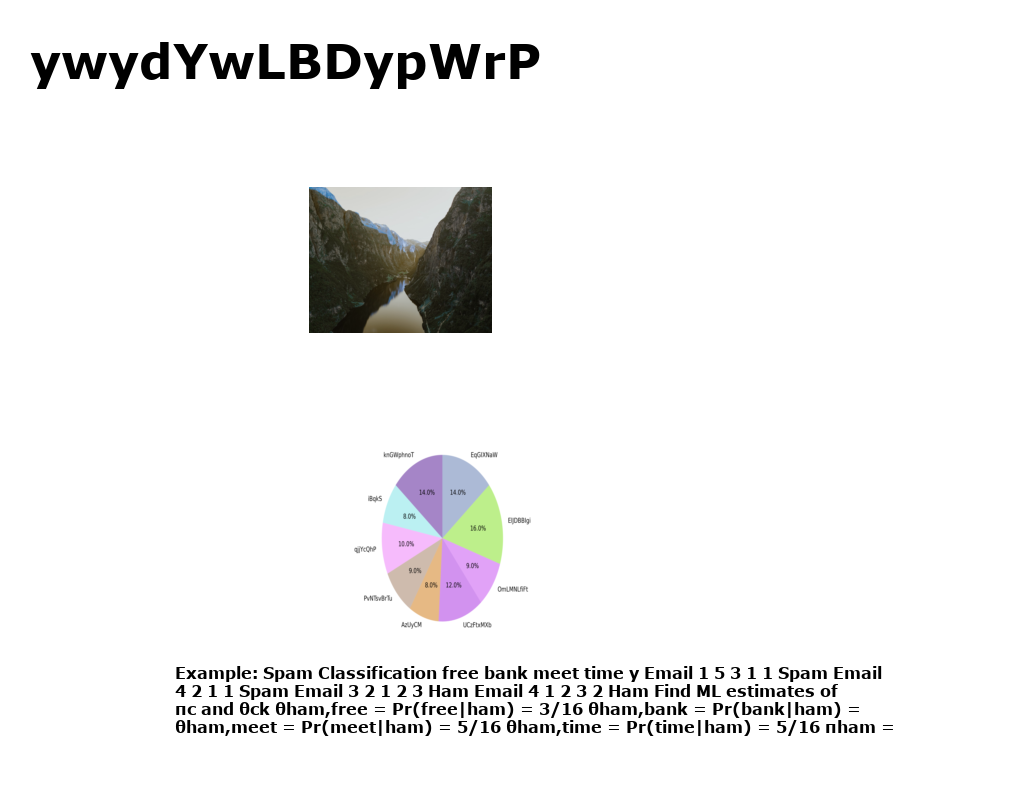 ywydYwLBDypWrP
knGWphnoT
EqGlXNaW
14.0%
14.0%
iBqkS
8.0%
16.0%
10.0%
9.0%
9.0%
8.0%
12.0%
OmLMNLfiFt
PvNTsvBrTu
AzUyCM
UCzFtxMXb
Example: Spam Classification free bank meet time y Email 1 5 3 1 1 Spam Email
4 2 1 1 Spam Email 3 2 1 2 3 Ham Email 4 1 2 3 2 Ham Find ML estimates of
πc and θck θham,free = Pr(free|ham) = 3/16 θham,bank = Pr(bank|ham) =
θham,meet = Pr(meet|ham) = 5/16 θham,time = Pr(time|ham) = 5/16 πham =